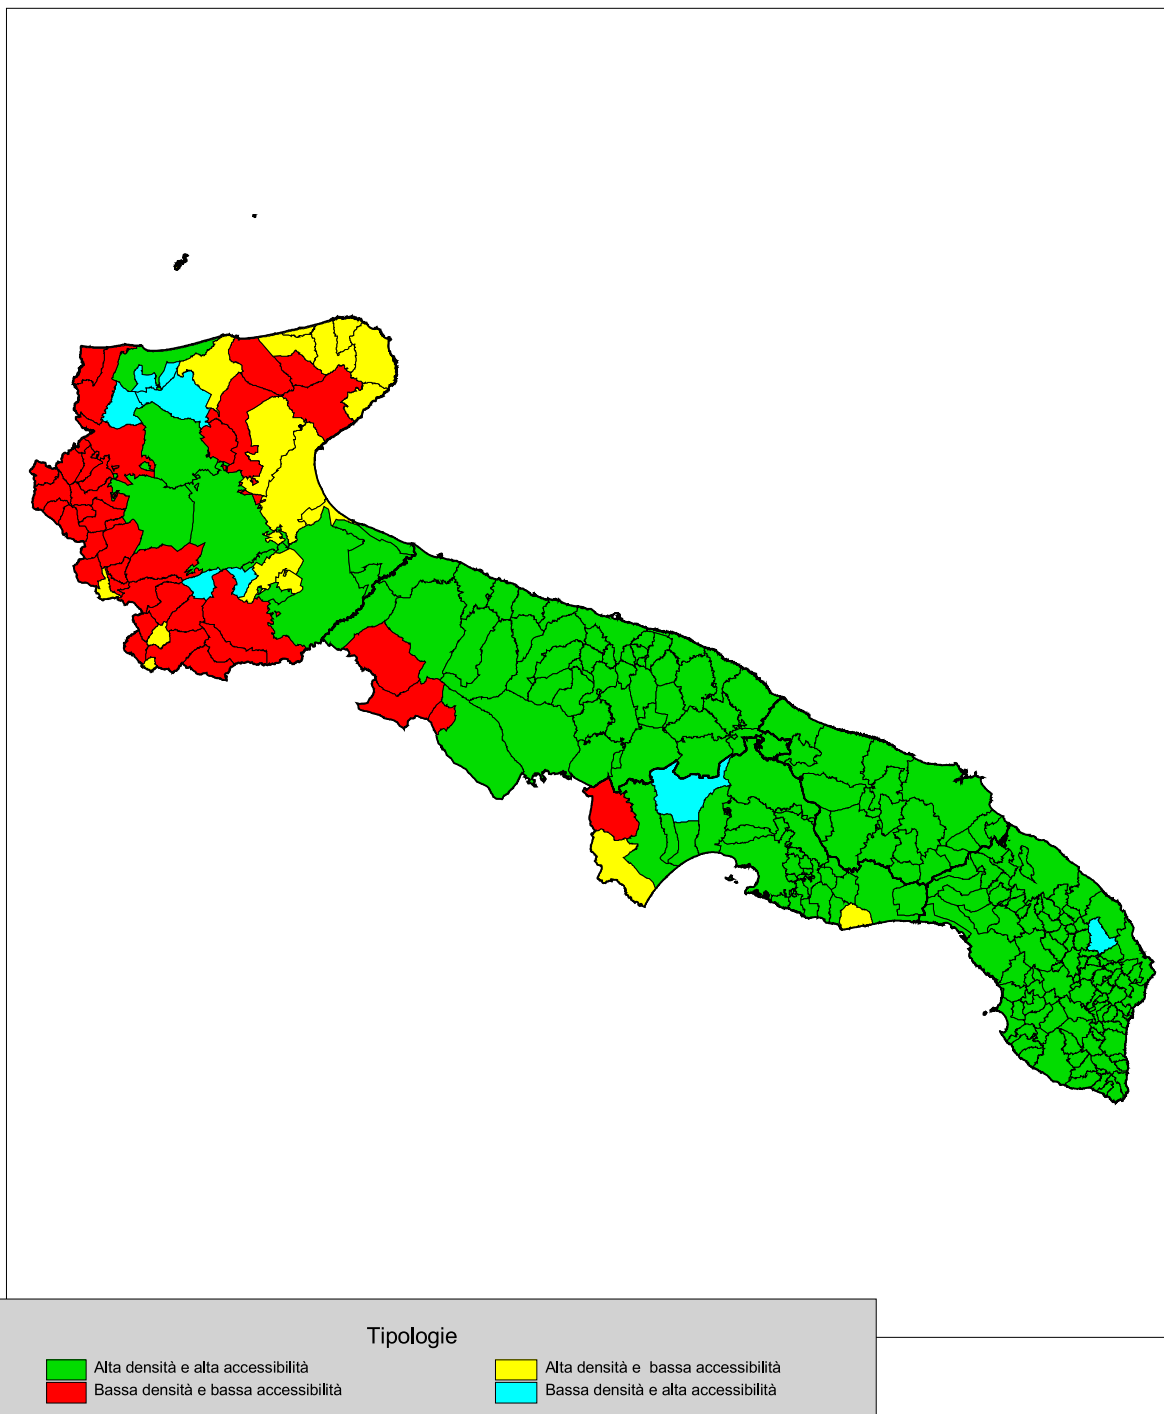 Tipologie
Alta densità e alta accessibilità
Alta densità e bassa accessibilità
Bassa densità e bassa accessibilità
Bassa densità e alta accessibilità